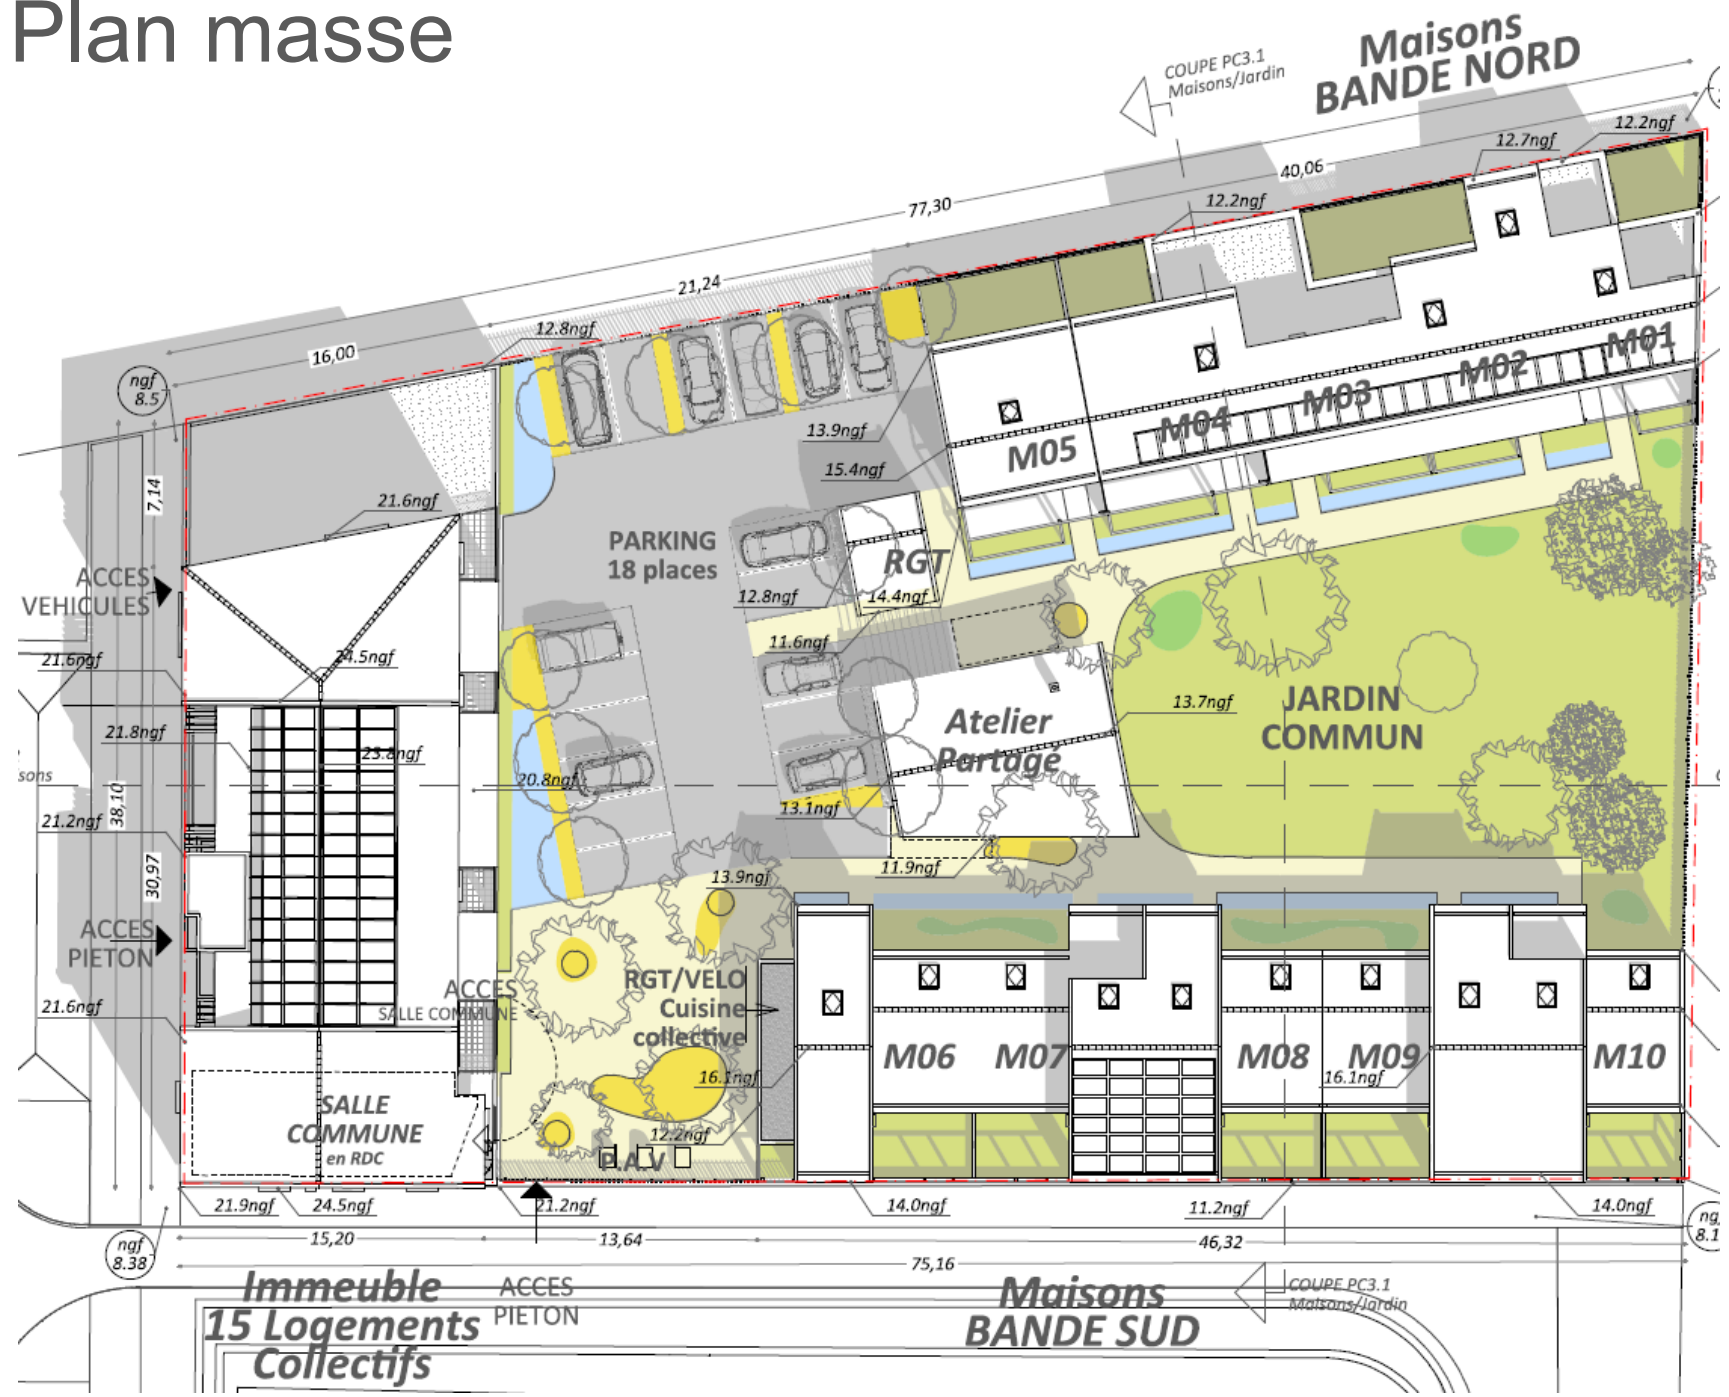 Plan masse
Maisons
BANDE NORD
COUPE PC3.1
Maisons/Jardin
12.2ngf
12.7ngf
40,06
12.2ngf
77,30
21,24
12.8ngf
16,00
ngf
8.5
M01
M02
M03
M04
M05
13.9ngf
15.4ngf
7,14
21.6ngf
PARKING
18 places
RGT
ACCES
VEHICULES
12.8ngf
14.4ngf
11.6ngf
21.6ngf
24.5ngf
JARDIN
COMMUN
13.7ngf
Atelier
Partagé
21.8ngf
23.8ngf
sons
20.8ngf
38,10
13.1ngf
21.2ngf
11.9ngf
13.9ngf
30,97
ACCES
PIETON
RGT/VELO
Cuisine
collective
ACCES
SALLE COMMUNE
21.6ngf
M06
M07
M08
M09
M10
16.1ngf
16.1ngf
SALLE
COMMUNE
en RDC
12.2ngf
P.A.V
21.9ngf
24.5ngf
21.2ngf
14.0ngf
11.2ngf
14.0ngf
ngf
8.38
15,20
13,64
46,32
75,16
ng
8.1
Immeuble
15 Logements
Collectifs
ACCES
PIETON
Maisons
BANDE SUD
COUPE PC3.1
Maisons/Jardin